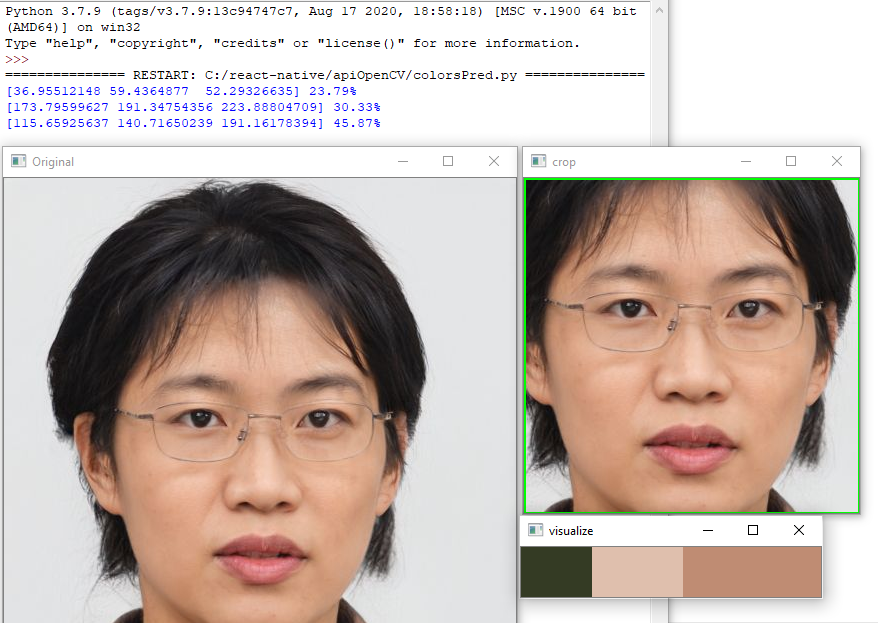 Python 3.7.9 (tags/v3.7.9:13c94747c7, Aug 17 2020, 18:58:18) [MSC v.1900 64 bit
(AMD64)] on win32
Type "help", "copyright", "credits" or "license()" for more information.
>>>
=============== RESTART: C:/react-native/apiOpenCV/colorsPred.py ===============
[36.95512148 59.4364877  52.29326635] 23.79%
[173.79599627 191.34754356 223.88804709] 30.33%
[115.65925637 140.71650239 191.16178394] 45.87%
Original
crop
visualize